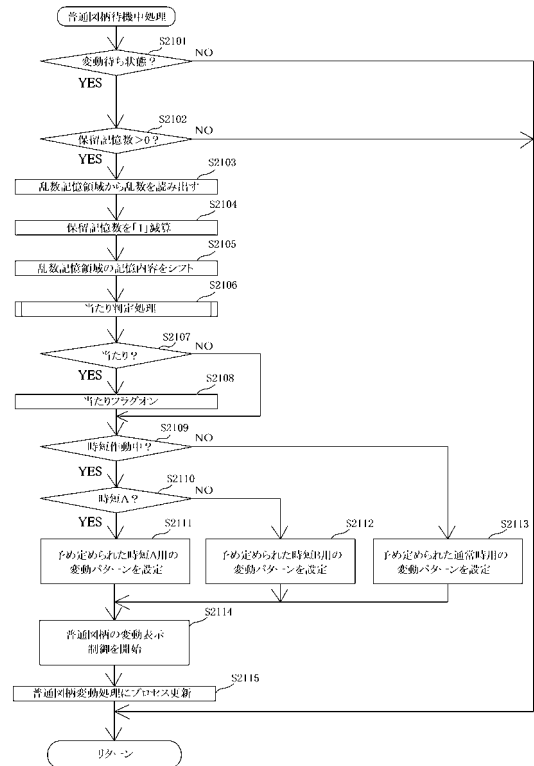 普通図柄待機中処理
S2101
変動待ち状態？
NO
YES
S2102
保留記憶数＞0？
NO
YES
S2103
乱数記憶領域から乱数を読み出す
S2104
保留記憶数を「1」減算
S2105
乱数記憶領域の記憶内容をシフト
S2106
当たり判定処理
S2107
当たり？
NO
YES
S2108
当たりフラグオン
S2109
時短作動中？
NO
YES
S2110
時短A？
NO
YES
S2111
予め定められた時短A用の
変動パターンを設定
S2112
予め定められた時短B用の
変動パターンを設定
S2113
予め定められた通常時用の
変動パターンを設定
S2114
普通図柄の変動表示
制御を開始
S2115
普通図柄変動処理にプロセス更新
リターン